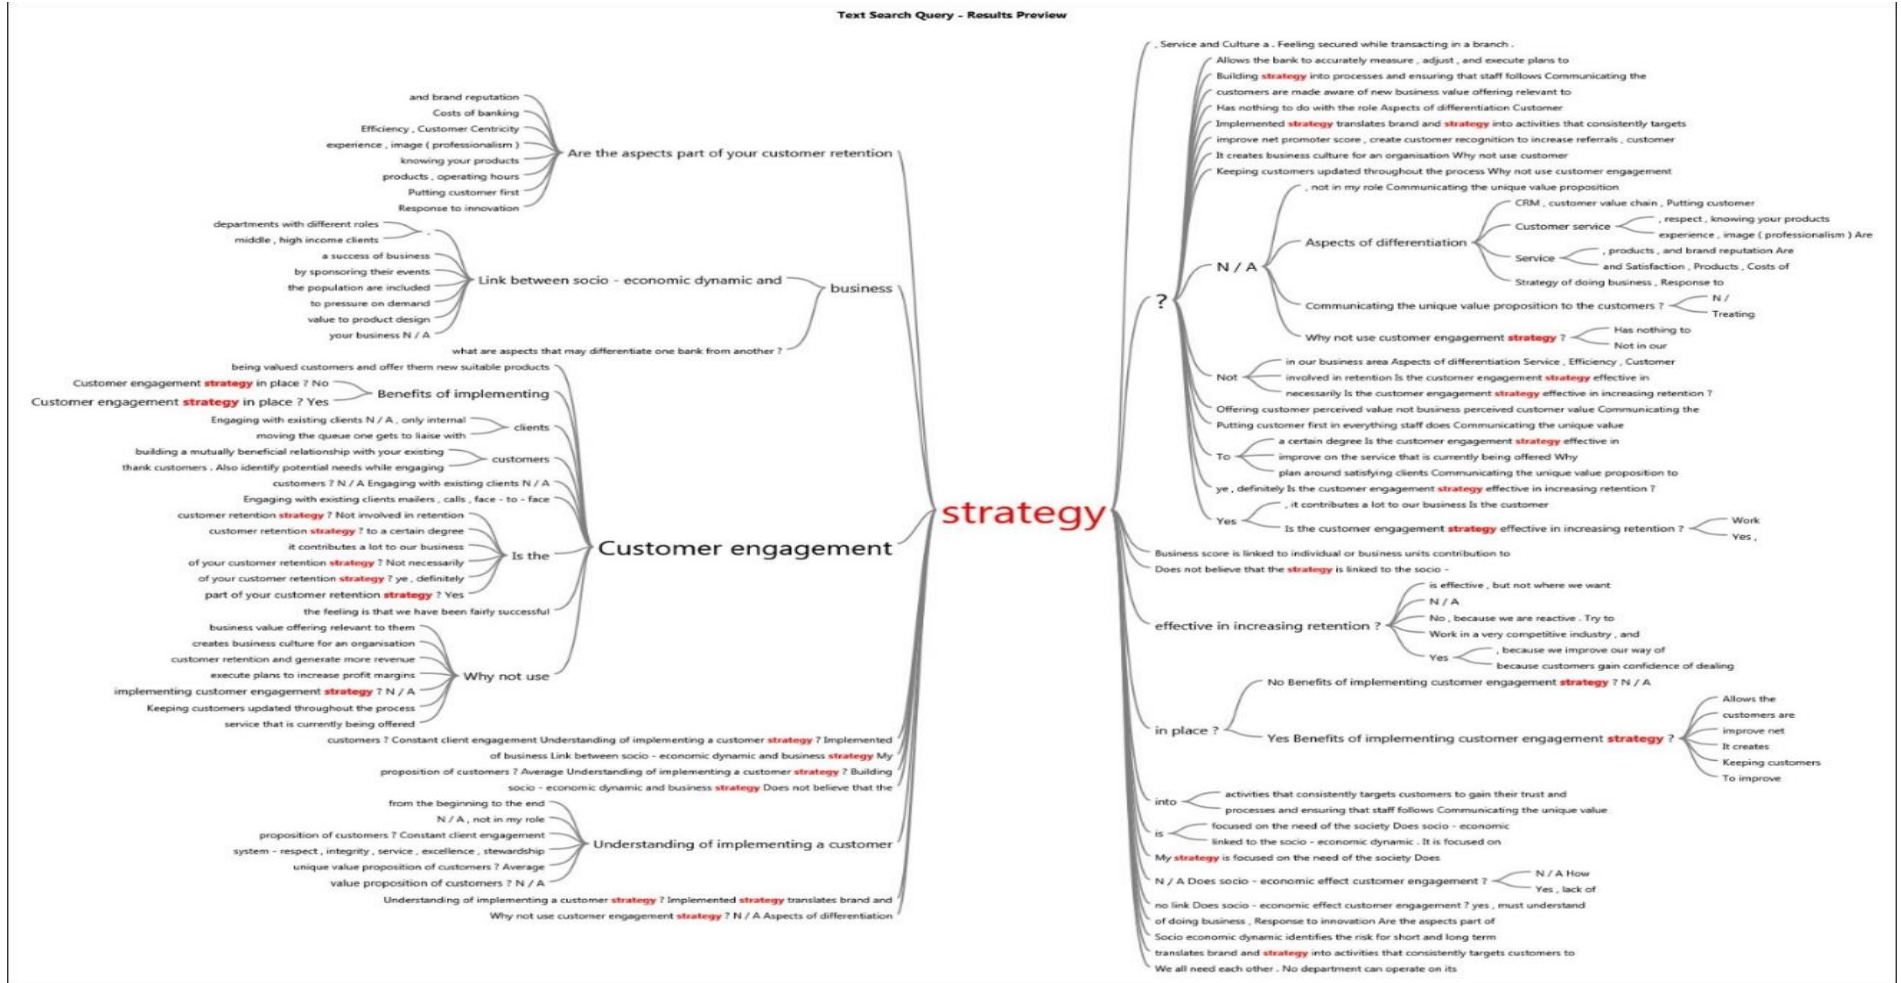 Text Search Query - Results Preview
and brand reputation
Costs of banking
Efficiency , Customer Centricity
experience , image ( professionalism )
knowing your products
products , operating hours
Putting customer first
Response to innovation
Are the aspects part of your customer retention
departments with different roles
middle , high income clients
.
a success of business
by sponsoring their events
the population are included
to pressure on demand
value to product design
your business N / A
Link between socio - economic dynamic and
what are aspects that may differentiate one bank from another ?
business
being valued customers and offer them new suitable products
Customer engagement strategy in place ? No
Customer engagement strategy in place ? Yes
Benefits of implementing
Engaging with existing clients N / A , only internal
moving the queue one gets to liaise with
clients
building a mutually beneficial relationship with your existing
thank customers . Also identify potential needs while engaging
customers
customers ? N / A Engaging with existing clients N / A
Engaging with existing clients mailers , calls , face - to - face
customer retention strategy ? Not involved in retention
customer retention strategy ? to a certain degree
it contributes a lot to our business
of your customer retention strategy ? Not necessarily
of your customer retention strategy ? ye , definitely
part of your customer retention strategy ? Yes
Is the
the feeling is that we have been fairly successful
business value offering relevant to them
creates business culture for an organisation
customer retention and generate more revenue
execute plans to increase profit margins
implementing customer engagement strategy ? N / A
Keeping customers updated throughout the process
service that is currently being offered
Why not use
Customer engagement
customers ? Constant client engagement Understanding of implementing a customer strategy ? Implemented
of business Link between socio - economic dynamic and business strategy My
proposition of customers ? Average Understanding of implementing a customer strategy ? Building
socio - economic dynamic and business strategy Does not believe that the
from the beginning to the end
N / A , not in my role
proposition of customers ? Constant client engagement
system - respect , integrity , service , excellence , stewardship
unique value proposition of customers ? Average
value proposition of customers ? N / A
Understanding of implementing a customer
Understanding of implementing a customer strategy ? Implemented strategy translates brand and
Why not use customer engagement strategy ? N / A Aspects of differentiation
strategy
, Service and Culture a . Feeling secured while transacting in a branch .
?
Allows the bank to accurately measure , adjust , and execute plans to
Building strategy into processes and ensuring that staff follows Communicating the
customers are made aware of new business value offering relevant to
Has nothing to do with the role Aspects of differentiation Customer
Implemented strategy translates brand and strategy into activities that consistently targets
improve net promoter score , create customer recognition to increase referrals , customer
It creates business culture for an organisation Why not use customer
Keeping customers updated throughout the process Why not use customer engagement
N / A
, not in my role Communicating the unique value proposition
Aspects of differentiation
CRM , customer value chain , Putting customer
Customer service
, respect , knowing your products
experience , image ( professionalism ) Are
Service
, products , and brand reputation Are
and Satisfaction , Products , Costs of
Strategy of doing business , Response to
Communicating the unique value proposition to the customers ?
N /
Treating
Why not use customer engagement strategy ?
Has nothing to
Not in our
Not
in our business area Aspects of differentiation Service , Efficiency , Customer
involved in retention Is the customer engagement strategy effective in
necessarily Is the customer engagement strategy effective in increasing retention ?
Offering customer perceived value not business perceived customer value Communicating the
Putting customer first in everything staff does Communicating the unique value
To
a certain degree Is the customer engagement strategy effective in
improve on the service that is currently being offered Why
plan around satisfying clients Communicating the unique value proposition to
ye , definitely Is the customer engagement strategy effective in increasing retention ?
Yes
, it contributes a lot to our business Is the customer
Is the customer engagement strategy effective in increasing retention ?
Work
Yes ,
Business score is linked to individual or business units contribution to
Does not believe that the strategy is linked to the socio -
effective in increasing retention ?
is effective , but not where we want
N / A
No , because we are reactive . Try to
Work in a very competitive industry , and
Yes
, because we improve our way of
because customers gain confidence of dealing
in place ?
No Benefits of implementing customer engagement strategy ? N / A
Yes Benefits of implementing customer engagement strategy ?
Allows the
customers are
improve net
It creates
Keeping customers
To improve
into
activities that consistently targets customers to gain their trust and
processes and ensuring that staff follows Communicating the unique value
is
focused on the need of the society Does socio - economic
linked to the socio - economic dynamic . It is focused on
My strategy is focused on the need of the society Does
N / A Does socio - economic effect customer engagement ?
N / A How
Yes , lack of
no link Does socio - economic effect customer engagement ? yes , must understand
of doing business , Response to innovation Are the aspects part of
Socio economic dynamic identifies the risk for short and long term
translates brand and strategy into activities that consistently targets customers to
We all need each other . No department can operate on its